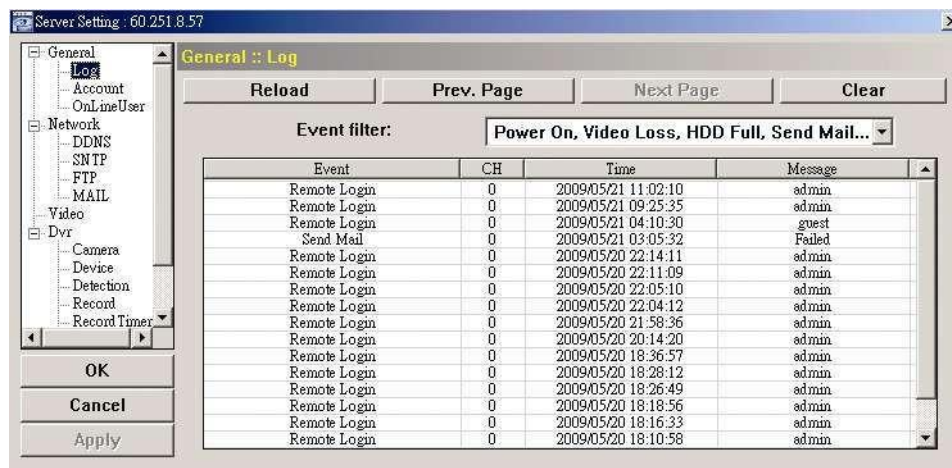 Server Setting : 60.251.8.57
General
Log
Account
OnLineUser
Network
DDNS
SNTP
FTP
MAIL
Video
Dvr
Camera
Device
Detection
Record
Record Timer
OK
Cancel
Apply
General :: Log
Reload Prev. Page Next Page Clear
Event filter: Power On, Video Loss, HDD Full, Send Mail...
Event CH Time Message
Remote Login 0 2009/05/21 11:02:10 admin
Remote Login 0 2009/05/21 09:25:35 admin
Remote Login 0 2009/05/21 04:10:30 guest
Send Mail 0 2009/05/21 03:05:32 Failed
Remote Login 0 2009/05/20 22:14:11 admin
Remote Login 0 2009/05/20 22:11:09 admin
Remote Login 0 2009/05/20 22:05:10 admin
Remote Login 0 2009/05/20 22:04:12 admin
Remote Login 0 2009/05/20 21:58:36 admin
Remote Login 0 2009/05/20 20:14:20 admin
Remote Login 0 2009/05/20 18:36:57 admin
Remote Login 0 2009/05/20 18:28:12 admin
Remote Login 0 2009/05/20 18:26:49 admin
Remote Login 0 2009/05/20 18:18:56 admin
Remote Login 0 2009/05/20 18:16:33 admin
Remote Login 0 2009/05/20 18:10:58 admin